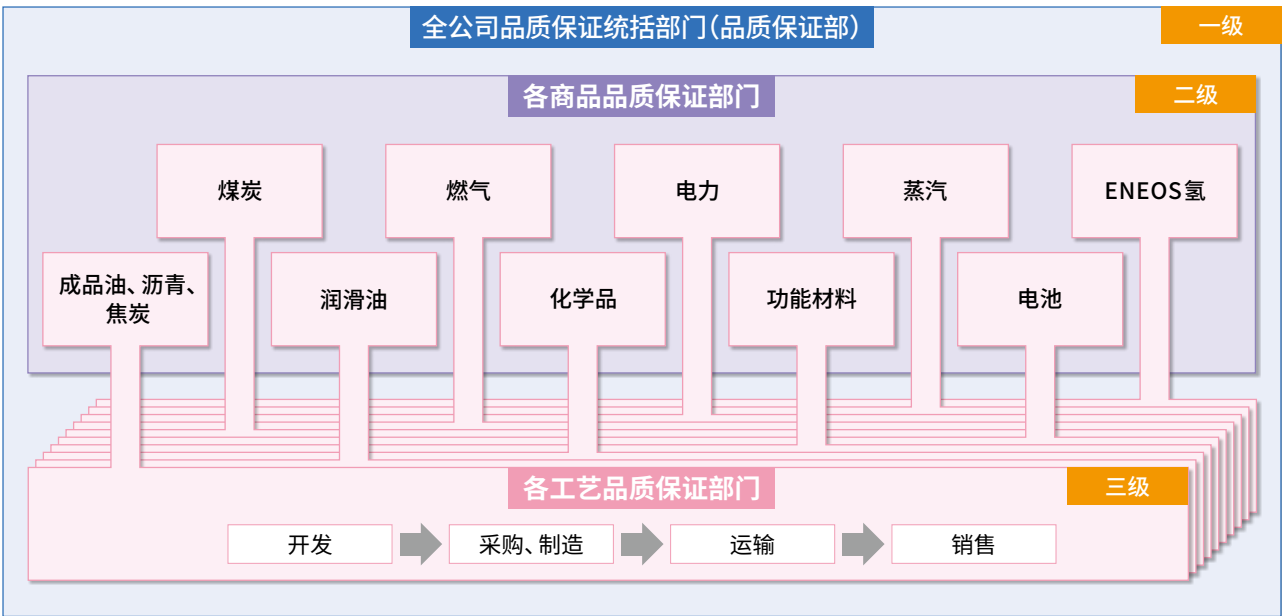 全公司品质保证统括部门(品质保证部)
一级
各商品品质保证部门
二级
煤炭
燃气
电力
蒸汽
ENEOS氢
成品油、沥青、
焦炭
润滑油
化学品
功能材料
电池
各工艺品质保证部门
三级
开发
采购、制造
运输
销售